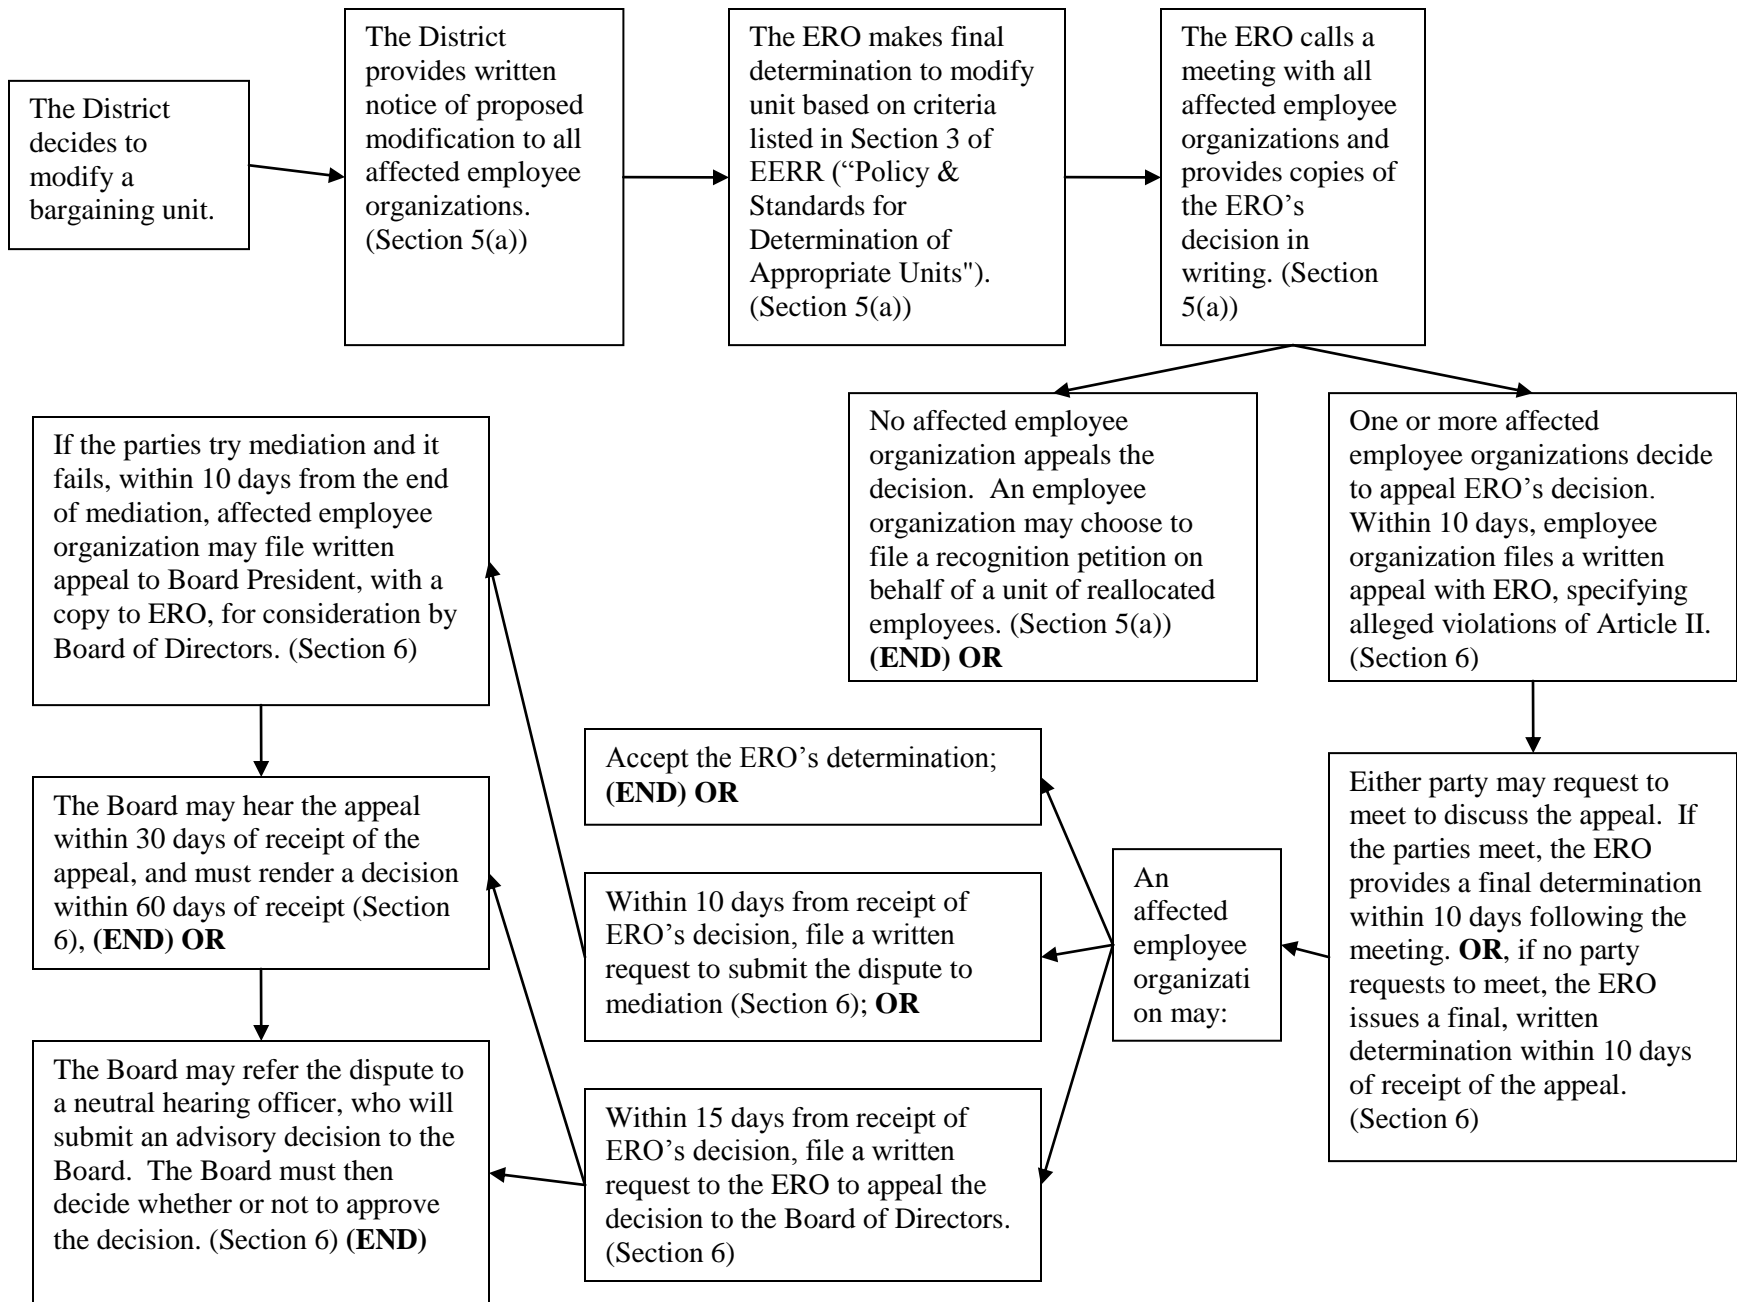 The District
decides to
modify a
bargaining unit.
The District
provides written
notice of proposed
modification to all
affected employee
organizations.
(Section 5(a))
The ERO makes final
determination to modify
unit based on criteria
listed in Section 3 of
EERR (“Policy &
Standards for
Determination of
Appropriate Units").
(Section 5(a))
The ERO calls a
meeting with all
affected employee
organizations and
provides copies of
the ERO’s
decision in
writing. (Section
5(a))
No affected employee
organization appeals the
decision.  An employee
organization may choose to
file a recognition petition on
behalf of a unit of reallocated
employees. (Section 5(a))
(END) OR
One or more affected
employee organizations decide
to appeal ERO’s decision.
Within 10 days, employee
organization files a written
appeal with ERO, specifying
alleged violations of Article II.
(Section 6)
Either party may request to
meet to discuss the appeal.  If
the parties meet, the ERO
provides a final determination
within 10 days following the
meeting. OR, if no party
requests to meet, the ERO
issues a final, written
determination within 10 days
of receipt of the appeal.
(Section 6)
An
affected
employee
organizati
on may:
Accept the ERO’s determination;
(END) OR
Within 10 days from receipt of
ERO’s decision, file a written
request to submit the dispute to
mediation (Section 6); OR
Within 15 days from receipt of
ERO’s decision, file a written
request to the ERO to appeal the
decision to the Board of Directors.
(Section 6)
If the parties try mediation and it
fails, within 10 days from the end
of mediation, affected employee
organization may file written
appeal to Board President, with a
copy to ERO, for consideration by
Board of Directors. (Section 6)
The Board may hear the appeal
within 30 days of receipt of the
appeal, and must render a decision
within 60 days of receipt (Section
6), (END) OR
The Board may refer the dispute to
a neutral hearing officer, who will
submit an advisory decision to the
Board.  The Board must then
decide whether or not to approve
the decision. (Section 6) (END)